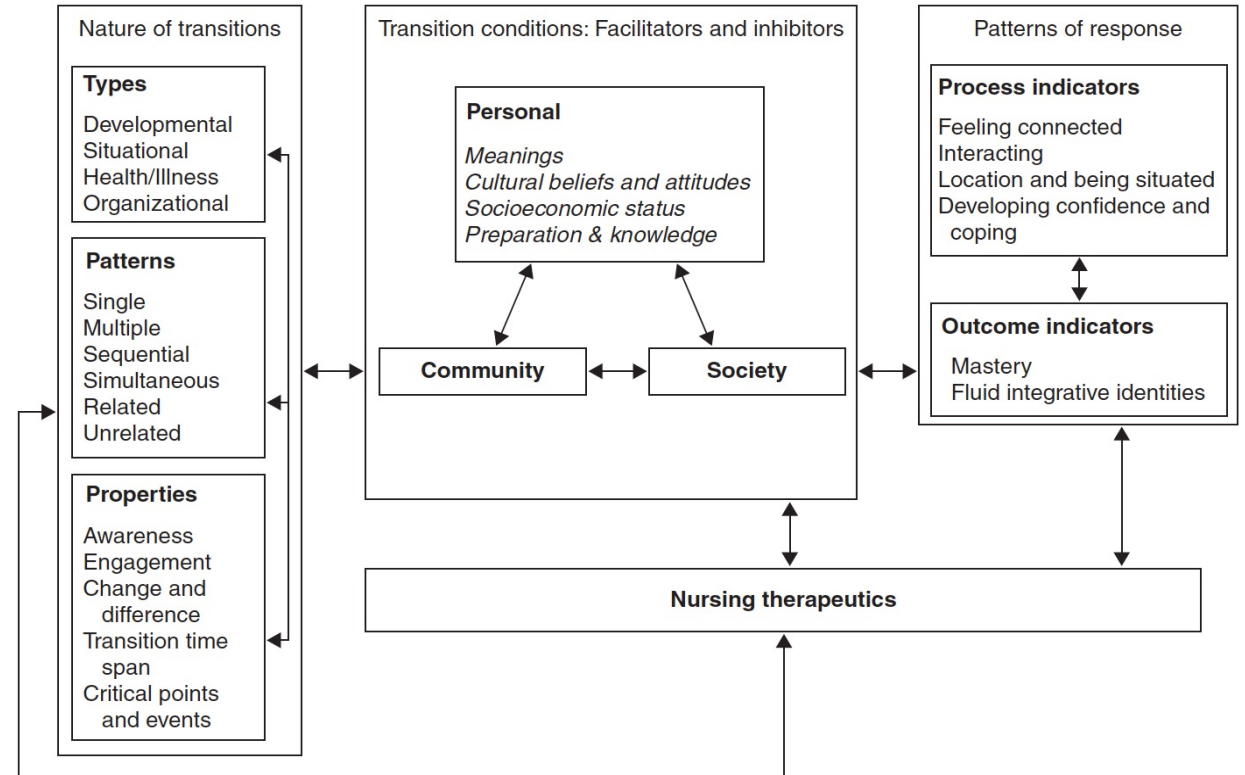 Nature of transitions
Types
Developmental
Situational
Health/Illness
Organizational
Patterns
Single
Multiple
Sequential
Simultaneous
Related
Unrelated
Properties
Awareness
Engagement
Change and
difference
Transition time
span
Critical points
and events
Transition conditions: Facilitators and inhibitors
Personal
Meanings
Cultural beliefs and attitudes
Socioeconomic status
Preparation & knowledge
Community
Society
Patterns of response
Process indicators
Feeling connected
Interacting
Location and being situated
Developing confidence and
coping
Outcome indicators
Mastery
Fluid integrative identities
Nursing therapeutics